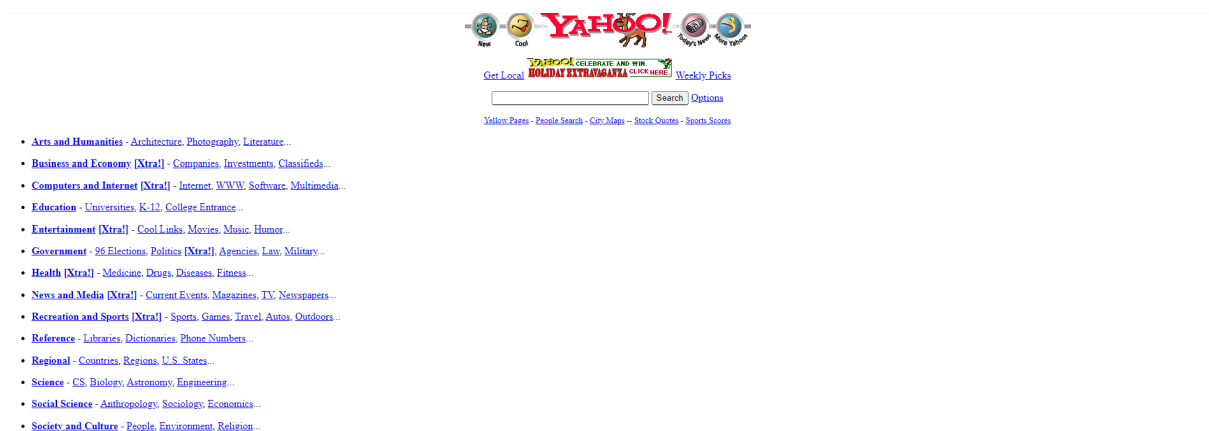 New Cool YAHOO! Today's News More Yahoos
Get Local YAHOO! CELEBRATE AND WIN. HOLIDAY EXTRAVAGANZA CLICK HERE. Weekly Picks
Search Options
Yellow Pages - People Search - City Maps -- Stock Quotes - Sports Scores
• Arts and Humanities - Architecture, Photography, Literature...
• Business and Economy [Xtra!] - Companies, Investments, Classifieds...
• Computers and Internet [Xtra!] - Internet, WWW, Software, Multimedia...
• Education - Universities, K-12, College Entrance...
• Entertainment [Xtra!] - Cool Links, Movies, Music, Humor...
• Government - 96 Elections, Politics [Xtra!], Agencies, Law, Military...
• Health [Xtra!] - Medicine, Drugs, Diseases, Fitness...
• News and Media [Xtra!] - Current Events, Magazines, TV, Newspapers...
• Recreation and Sports [Xtra!] - Sports, Games, Travel, Autos, Outdoors...
• Reference - Libraries, Dictionaries, Phone Numbers...
• Regional - Countries, Regions, U.S. States...
• Science - CS, Biology, Astronomy, Engineering...
• Social Science - Anthropology, Sociology, Economics...
• Society and Culture - People, Environment, Religion...